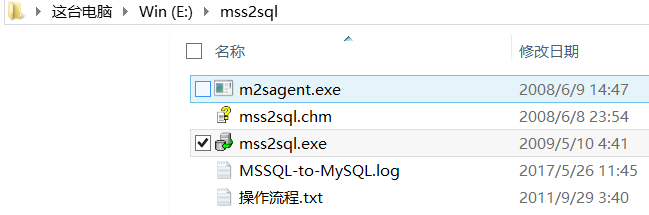 这台电脑 Win (E:) mss2sql
名称 修改日期
m2sagent.exe 2008/6/9 14:47
mss2sql.chm 2008/6/8 23:54
mss2sql.exe 2009/5/10 4:41
MSSQL-to-MySQL.log 2017/5/26 11:45
操作流程.txt 2011/9/29 3:40